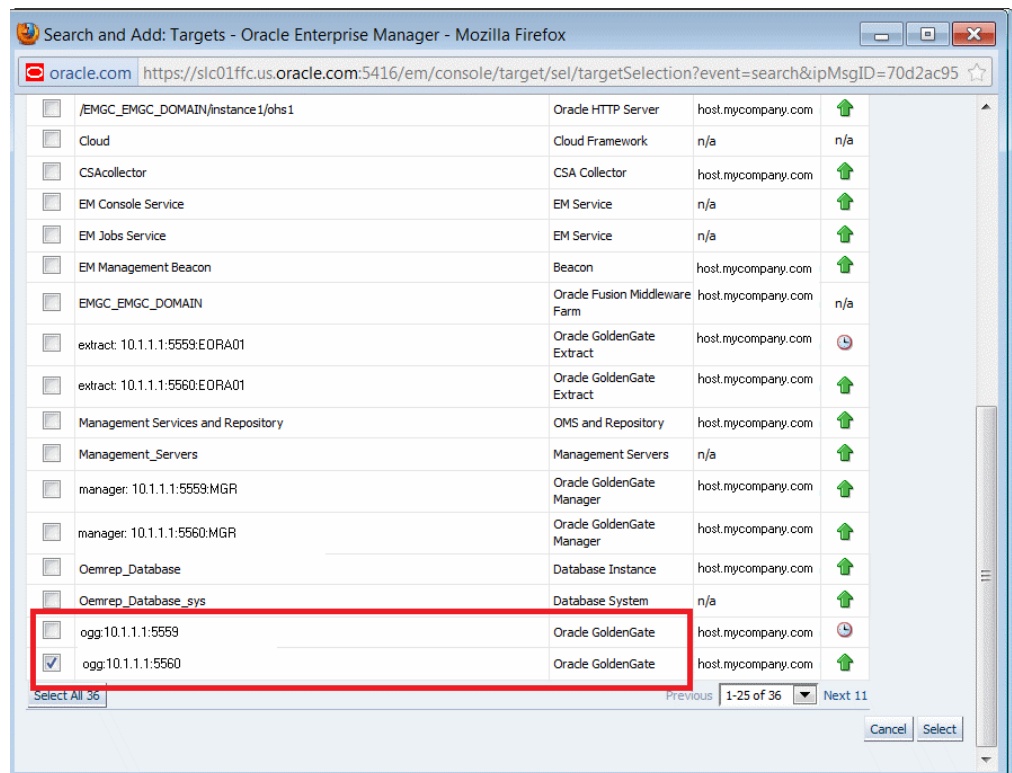 Search and Add: Targets - Oracle Enterprise Manager - Mozilla Firefox
oracle.com https://slc01ffc.us.oracle.com:5416/em/console/target/sel/targetSelection?event=search&ipMsgID=70d2ac95
/EMGC_EMGC_DOMAIN/instance1/ohs1 Oracle HTTP Server host.mycompany.com
Cloud Cloud Framework n/a n/a
CSAcollector CSA Collector host.mycompany.com
EM Console Service EM Service n/a
EM Jobs Service EM Service n/a
EM Management Beacon Beacon host.mycompany.com
EMGC_EMGC_DOMAIN Oracle Fusion Middleware host.mycompany.com n/a
Farm
extract: 10.1.1.1:5559:EORA01 Oracle GoldenGate host.mycompany.com
Extract
extract: 10.1.1.1:5560:EORA01 Oracle GoldenGate host.mycompany.com
Extract
Management Services and Repository OMS and Repository host.mycompany.com
Management_Servers Management Servers n/a
manager: 10.1.1.1:5559:MGR Oracle GoldenGate host.mycompany.com
Manager
manager: 10.1.1.1:5560:MGR Oracle GoldenGate host.mycompany.com
Manager
Oemrep_Database Database Instance host.mycompany.com
Oemrep_Database_sys Database System n/a
ogg:10.1.1.1:5559 Oracle GoldenGate host.mycompany.com
ogg:10.1.1.1:5560 Oracle GoldenGate host.mycompany.com
Select All 36 Previous 1-25 of 36 Next 11
Cancel Select